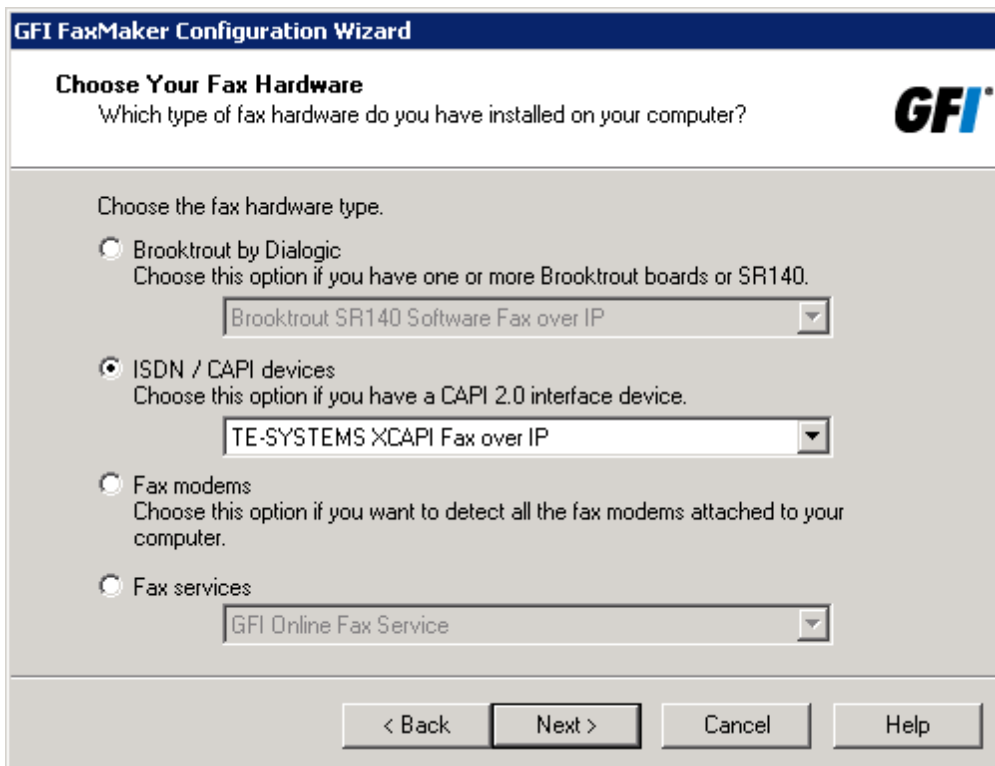 GFI FaxMaker Configuration Wizard
Choose Your Fax Hardware
Which type of fax hardware do you have installed on your computer?
GFI
Choose the fax hardware type.
Brooktrout by Dialogic
Choose this option if you have one or more Brooktrout boards or SR140.
Brooktrout SR140 Software Fax over IP
ISDN / CAPI devices
Choose this option if you have a CAPI 2.0 interface device.
TE-SYSTEMS XCAPI Fax over IP
Fax modems
Choose this option if you want to detect all the fax modems attached to your
computer.
Fax services
GFI Online Fax Service
< Back
Next >
Cancel
Help